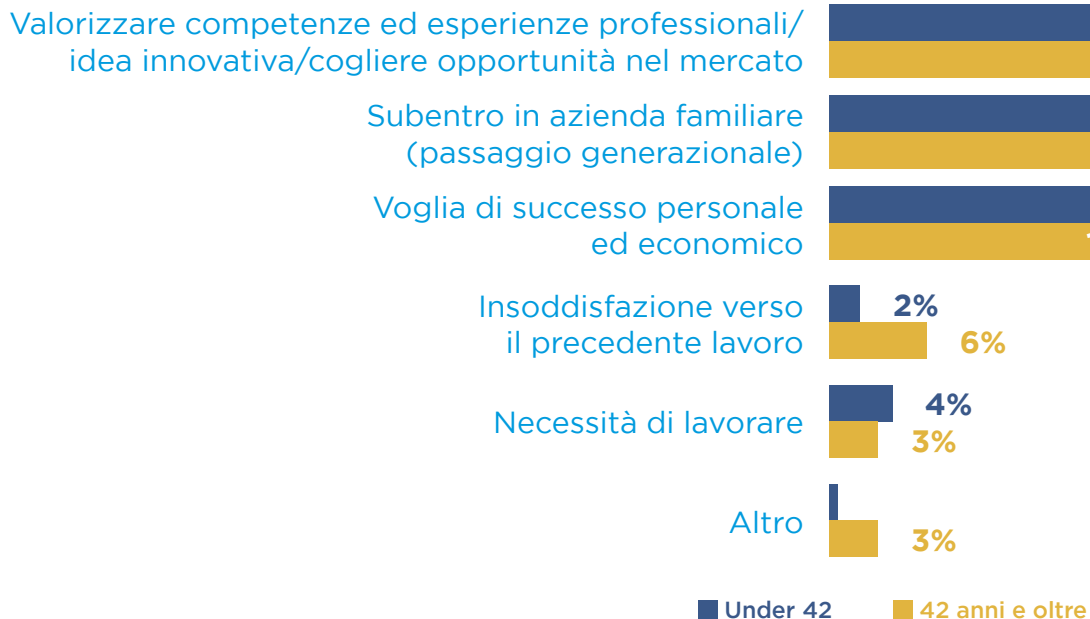 Valorizzare competenze ed esperienze professionali/
idea innovativa/cogliere opportunità nel mercato
Subentro in azienda familiare
(passaggio generazionale)
Voglia di successo personale
ed economico
Insoddisfazione verso
il precedente lavoro
2%
6%
Necessità di lavorare
4%
3%
Altro
3%
Under 42
42 anni e oltre